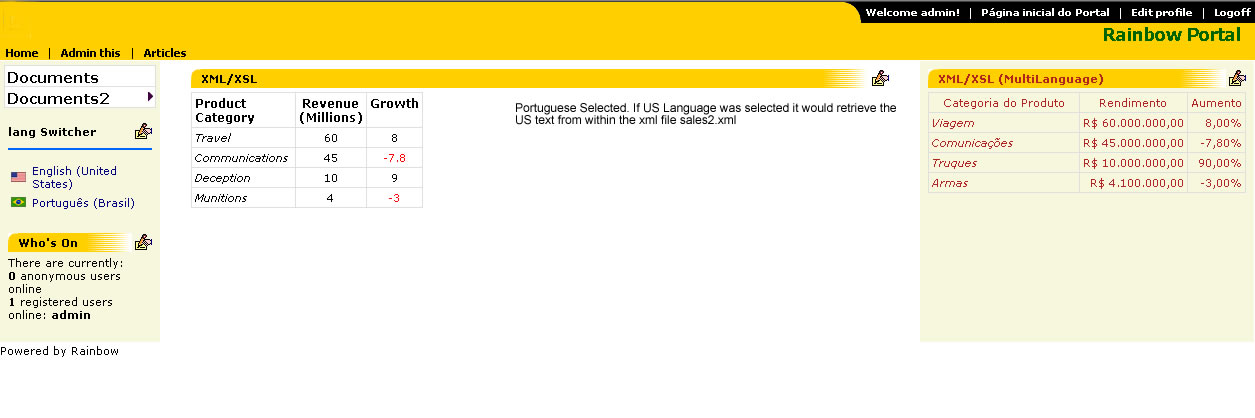 Welcome admin! | Página inicial do Portal | Edit profile | Logoff
Rainbow Portal
Home | Admin this | Articles
Documents
Documents2
lang Switcher
English (United
States)
Português (Brasil)
Who's On
There are currently:
0 anonymous users
online
1 registered users
online: admin
XML/XSL
Product Category Revenue (Millions) Growth
Travel 60 8
Communications 45 -7.8
Deception 10 9
Munitions 4 -3
Portuguese Selected. If US Language was selected it would retrieve the
US text from within the xml file sales2.xml
XML/XSL (MultiLanguage)
Categoria do Produto Rendimento Aumento
Viagem R$ 60.000.000,00 8,00%
Comunicações R$ 45.000.000,00 -7,80%
Truques R$ 10.000.000,00 90,00%
Armas R$ 4.100.000,00 -3,00%
Powered by Rainbow